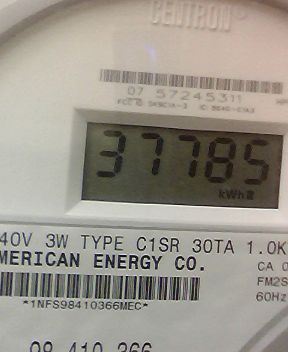 CENTRON®
07 57245311
37785
kWh
40V 3W TYPE C1SR 30TA 1.0K
MERICAN ENERGY CO.
CA 0
FM2S
60Hz
*1NFS98410366MEC*
98 410 366